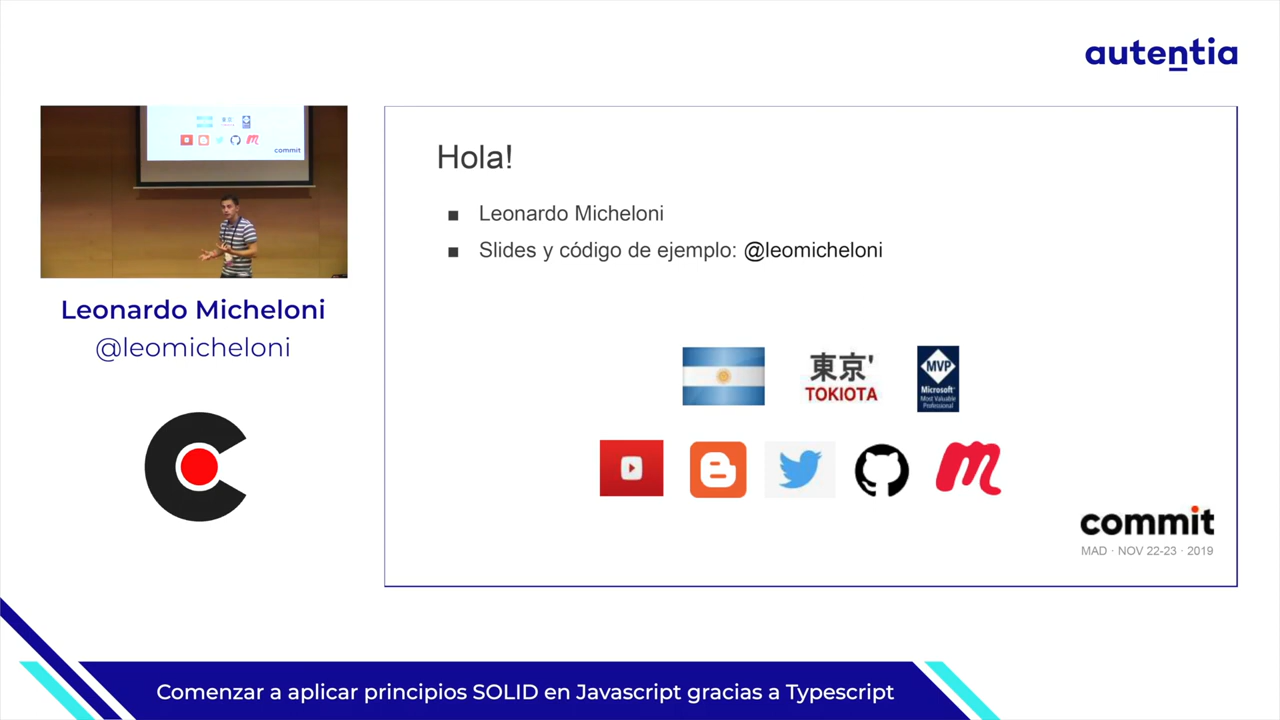 autentia
commit
Leonardo Micheloni
@leomicheloni
Hola!
■ Leonardo Micheloni
■ Slides y código de ejemplo: @leomicheloni
東京'
TOKIOTA
MVP
Microsoft®
Most Valuable
Professional
commit
MAD · NOV 22-23 · 2019
Comenzar a aplicar principios SOLID en Javascript gracias a Typescript